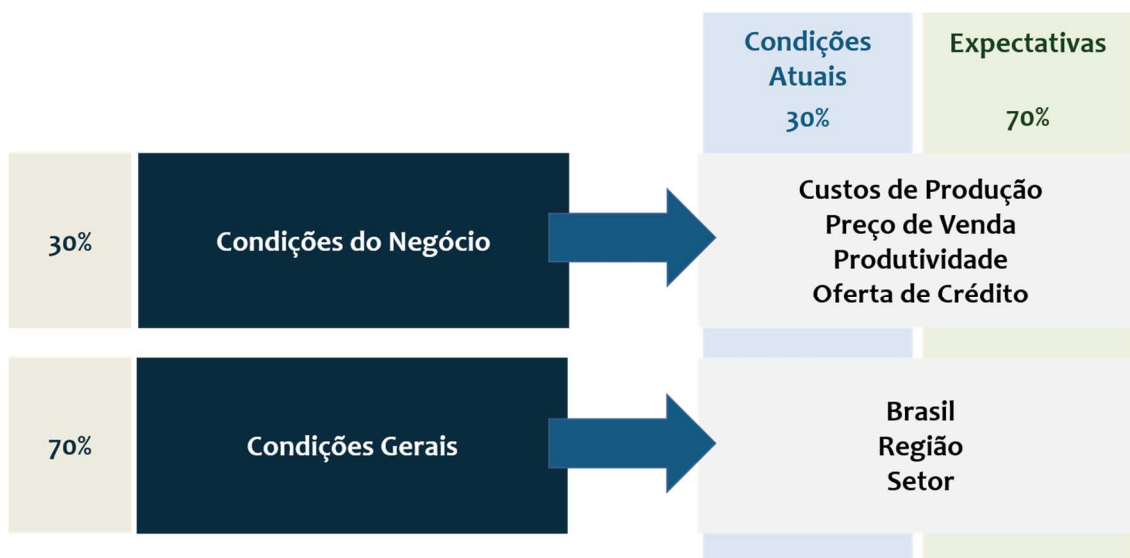 Condições
Atuais
30%
Expectativas
70%
30%
Condições do Negócio
Custos de Produção
Preço de Venda
Produtividade
Oferta de Crédito
70%
Condições Gerais
Brasil
Região
Setor